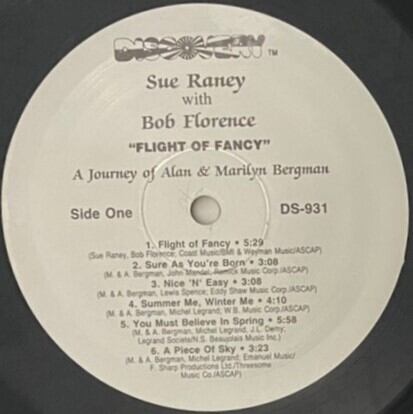 DISCOVERY TM
Sue Raney
with
Bob Florence
"FLIGHT OF FANCY"
A Journey of Alan & Marilyn Bergman
Side One DS-931
1. Flight of Fancy • 5:29
(Sue Raney, Bob Florence; Coast Music/BMI & Wayman Music/ASCAP)
2. Sure As You're Born • 3:08
(M. & A. Bergman, John Mandel; Remick Music Corp./ASCAP)
3. Nice 'N' Easy • 3:08
(M. & A. Bergman, Lewis Spence; Eddy Shaw Music Corp./ASCAP)
4. Summer Me, Winter Me • 4:10
(M. & A. Bergman, Michel Legrand; W.B. Music Corp./ASCAP)
5. You Must Believe In Spring • 5:58
(M. & A. Bergman, Michel Legrand, J.L. Demy;
Legrand Societe/N.S. Beaujolais Music Inc.)
6. A Piece Of Sky • 3:23
(M. & A. Bergman, Michel Legrand; Emanuel Music/
F. Sharp Productions Ltd./Threesome
Music Co./ASCAP)